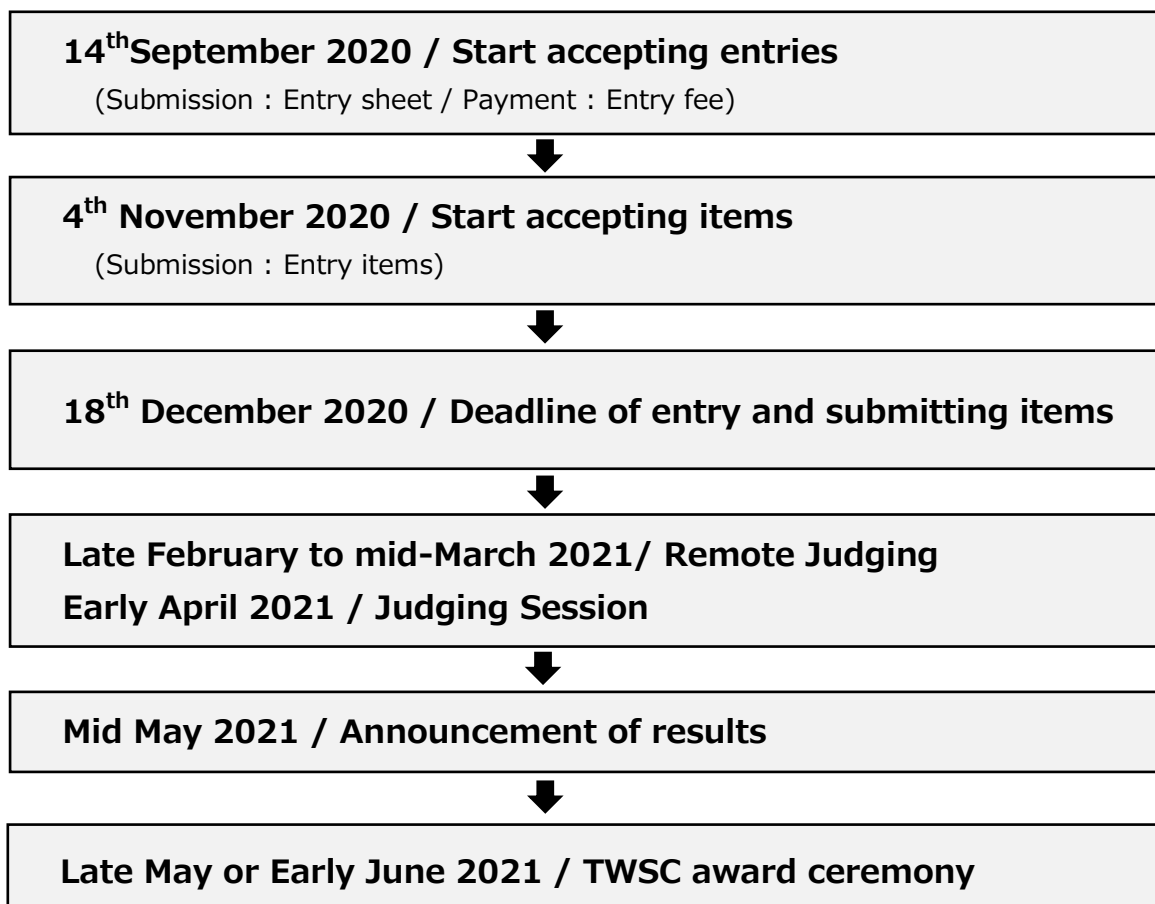 14thSeptember 2020 / Start accepting entries
(Submission : Entry sheet / Payment : Entry fee)
4th November 2020 / Start accepting items
(Submission : Entry items)
18th December 2020 / Deadline of entry and submitting items
Late February to mid-March 2021/ Remote Judging
Early April 2021 / Judging Session
Mid May 2021 / Announcement of results
Late May or Early June 2021 / TWSC award ceremony